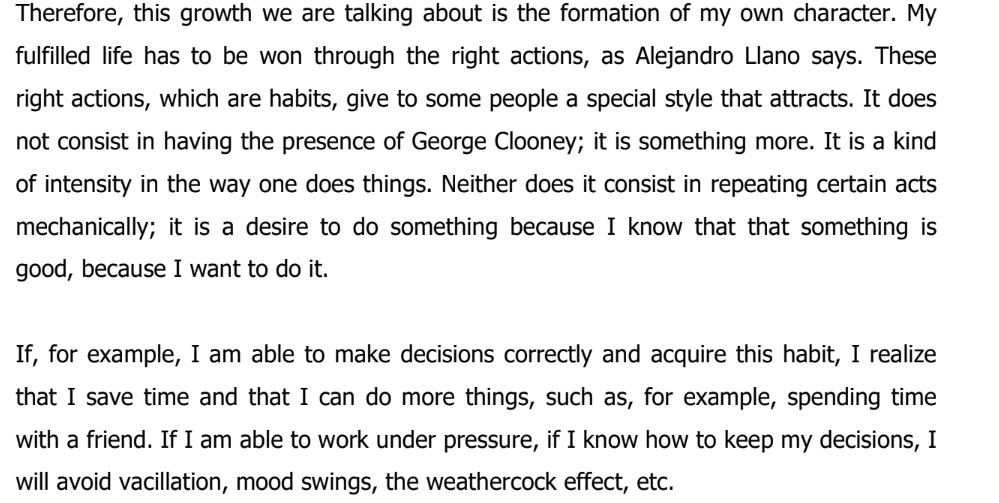 Therefore, this growth we are talking about is the formation of my own character. My
fulfilled life has to be won through the right actions, as Alejandro Llano says. These
right actions, which are habits, give to some people a special style that attracts. It does
not consist in having the presence of George Clooney; it is something more. It is a kind
of intensity in the way one does things. Neither does it consist in repeating certain acts
mechanically; it is a desire to do something because I know that that something is
good, because I want to do it.
If, for example, I am able to make decisions correctly and acquire this habit, I realize
that I save time and that I can do more things, such as, for example, spending time
with a friend. If I am able to work under pressure, if I know how to keep my decisions, I
will avoid vacillation, mood swings, the weathercock effect, etc.